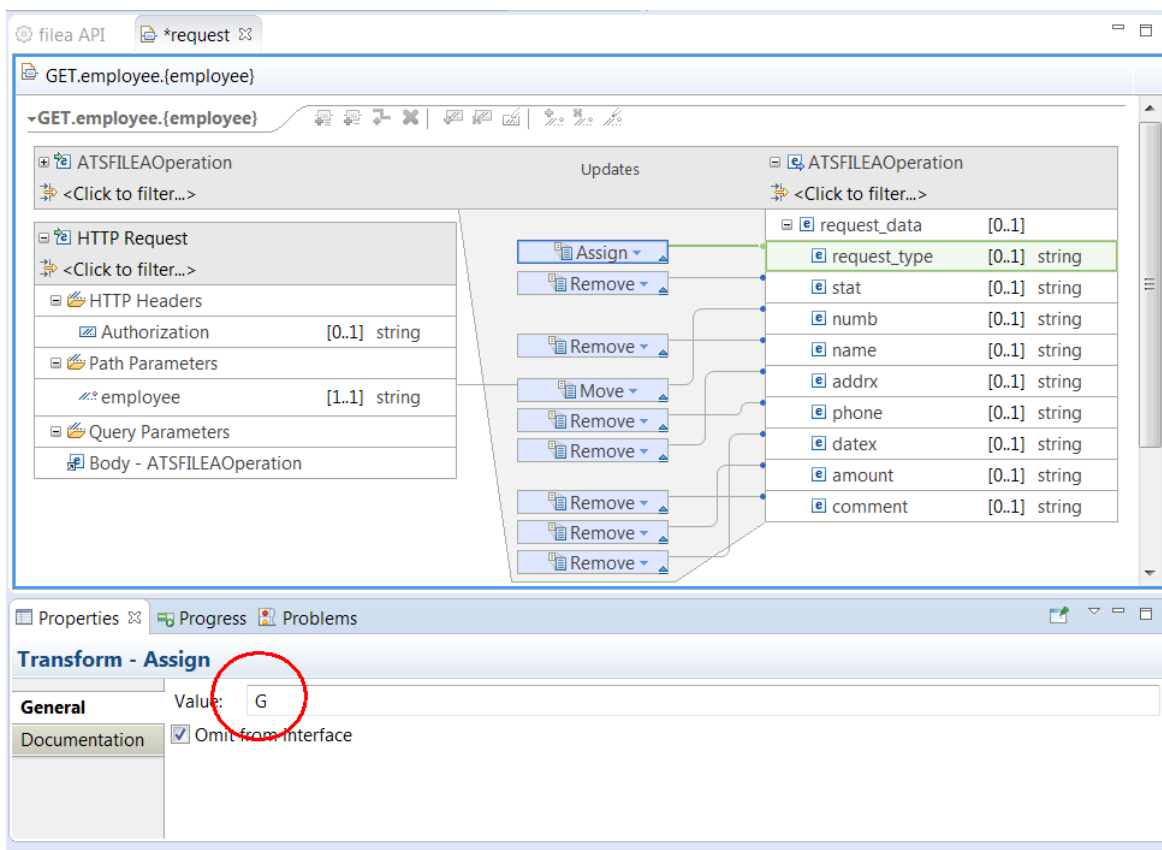 filea API *request
GET.employee.{employee}
GET.employee.{employee}
ATSFILEAOperation
<Click to filter...>
HTTP Request
<Click to filter...>
HTTP Headers
Authorization [0..1] string
Path Parameters
employee [1..1] string
Query Parameters
Body - ATSFILEAOperation
Updates
Assign
Remove
Remove
Move
Remove
Remove
Remove
Remove
Remove
ATSFILEAOperation
<Click to filter...>
request_data [0..1]
request_type [0..1] string
stat [0..1] string
numb [0..1] string
name [0..1] string
addrx [0..1] string
phone [0..1] string
datex [0..1] string
amount [0..1] string
comment [0..1] string
Properties Progress Problems
Transform - Assign
General
Documentation
Value: G
Omit from interface